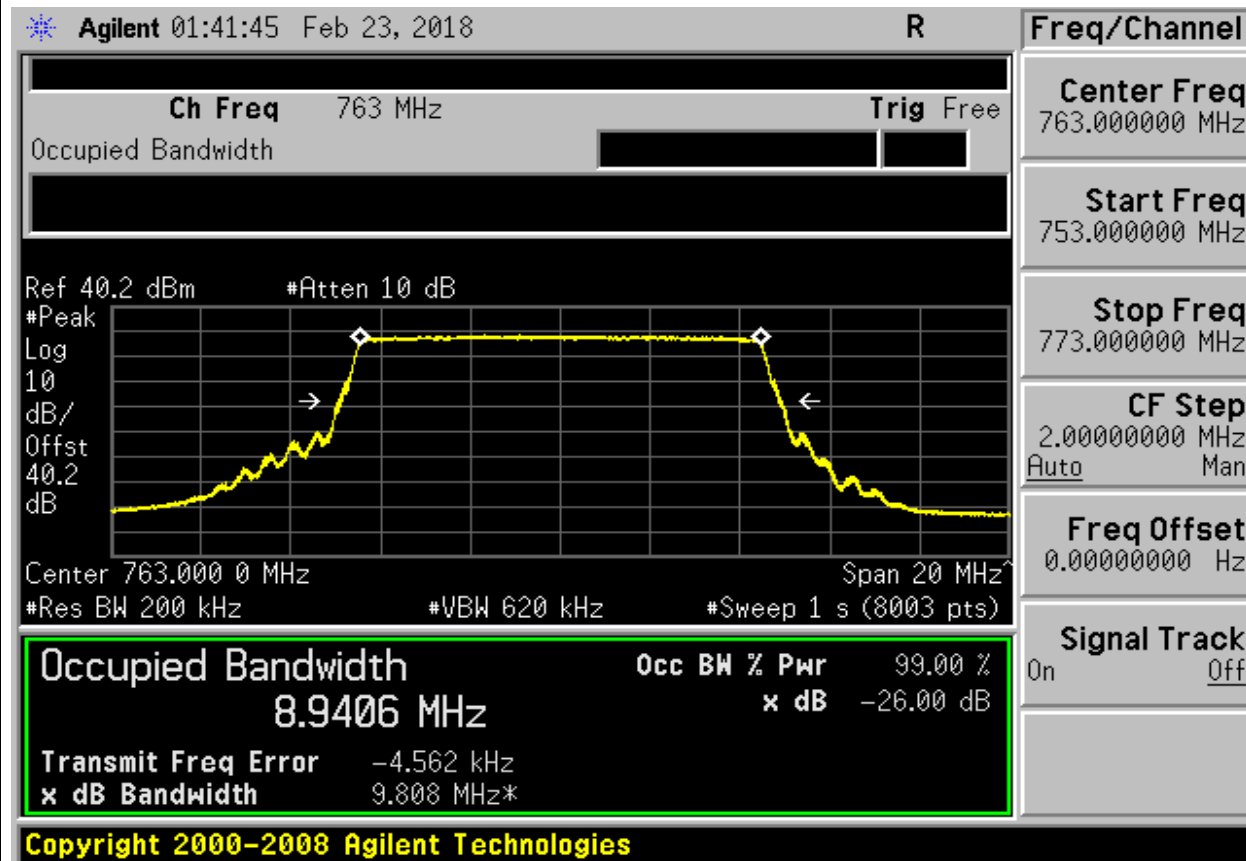 Agilent 01:41:45 Feb 23, 2018 R
Ch Freq 763 MHz Trig Free
Occupied Bandwidth
Ref 40.2 dBm #Atten 10 dB
#Peak
Log
10
dB/
Offst
40.2
dB
Center 763.000 0 MHz Span 20 MHz^
#Res BW 200 kHz #VBW 620 kHz #Sweep 1 s (8003 pts)
Occupied Bandwidth Occ BW % Pwr 99.00 %
8.9406 MHz x dB -26.00 dB
Transmit Freq Error -4.562 kHz
x dB Bandwidth 9.808 MHz*
Copyright 2000-2008 Agilent Technologies
Freq/Channel
Center Freq
763.000000 MHz
Start Freq
753.000000 MHz
Stop Freq
773.000000 MHz
CF Step
2.00000000 MHz
Auto Man
Freq Offset
0.00000000 Hz
Signal Track
On Off